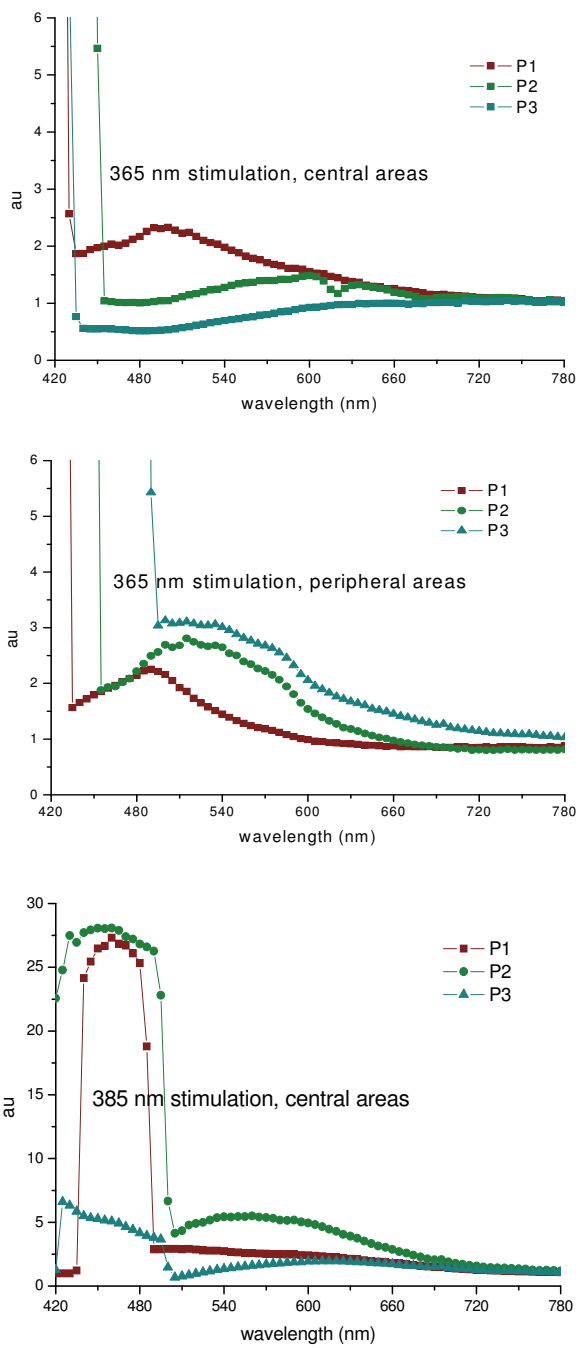 6
5
4
3
2
1
0
au
P1
P2
P3
365 nm stimulation, central areas
420 480 540 600 660 720 780
wavelength (nm)
6
5
4
3
2
1
0
au
P1
P2
P3
365 nm stimulation, peripheral areas
420 480 540 600 660 720 780
wavelength (nm)
30
25
20
15
10
5
0
au
P1
P2
P3
385 nm stimulation, central areas
420 480 540 600 660 720 780
wavelength (nm)